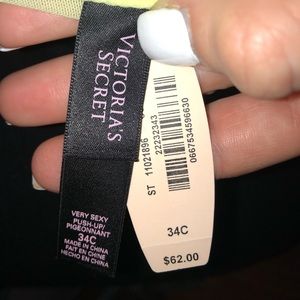 VICTORIA'S
SECRET
VERY SEXY
PUSH-UP/
PIGEONNANT
34C
MADE IN CHINA
FAIT EN CHINE
HECHO EN CHINA
ST 11021896
22232343
0667534596630
34C
$62.00